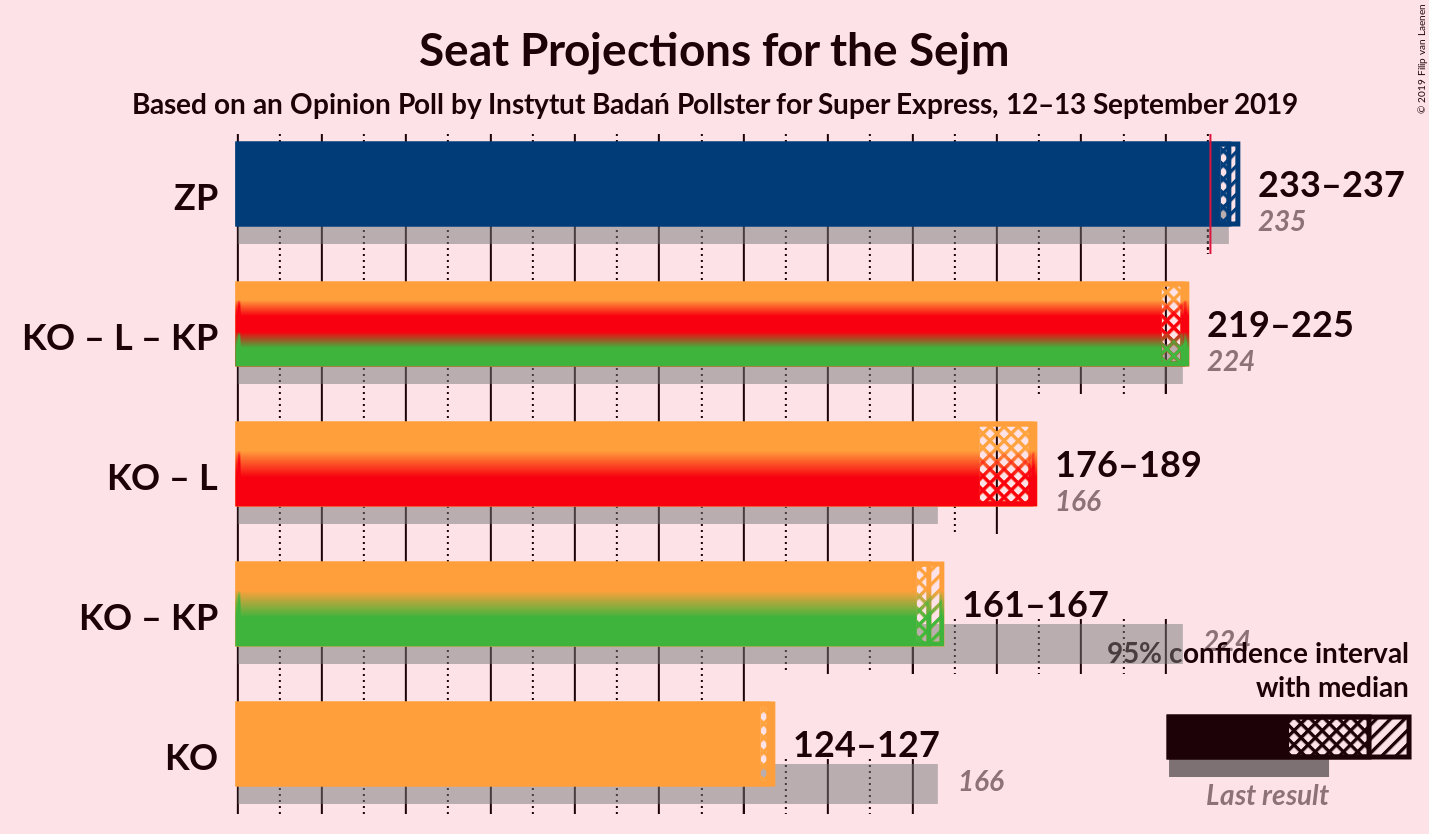 Seat Projections for the Sejm
Based on an Opinion Poll by Instytut Badań Pollster for Super Express, 12–13 September 2019
© 2019 Filip van Laenen
ZP
233–237
235
KO – L – KP
219–225
224
KO – L
176–189
166
KO – KP
161–167
224
KO
124–127
166
95% confidence interval
with median
Last result